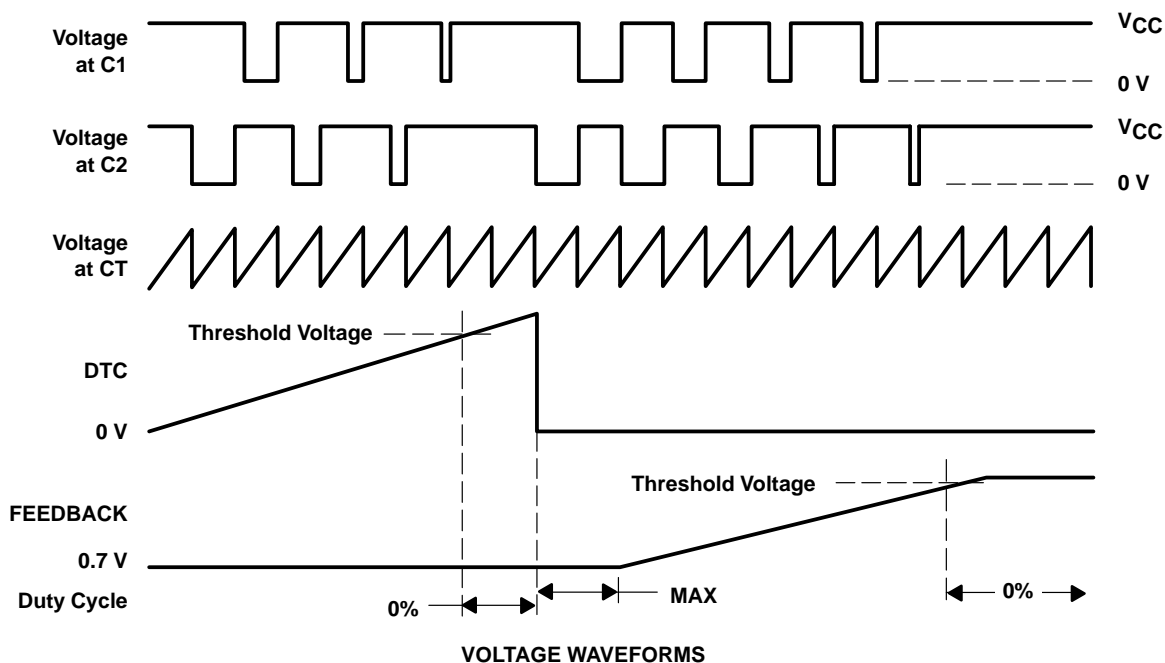 Voltage
at C1
VCC
0 V
Voltage
at C2
VCC
0 V
Voltage
at CT
Threshold Voltage
DTC
0 V
Threshold Voltage
FEEDBACK
0.7 V
Duty Cycle
0%
MAX
0%
VOLTAGE WAVEFORMS